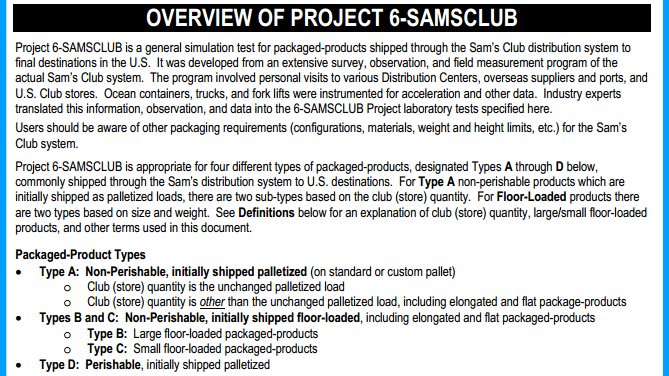 OVERVIEW OF PROJECT 6-SAMSCLUB
Project 6-SAMSCLUB is a general simulation test for packaged-products shipped through the Sam's Club distribution system to
final destinations in the U.S. It was developed from an extensive survey, observation, and field measurement program of the
actual Sam's Club system. The program involved personal visits to various Distribution Centers, overseas suppliers and ports, and
U.S. Club stores. Ocean containers, trucks, and fork lifts were instrumented for acceleration and other data. Industry experts
translated this information, observation, and data into the 6-SAMSCLUB Project laboratory tests specified here.
Users should be aware of other packaging requirements (configurations, materials, weight and height limits, etc.) for the Sam's
Club system.
Project 6-SAMSCLUB is appropriate for four different types of packaged-products, designated Types A through D below,
commonly shipped through the Sam's distribution system to U.S. destinations. For Type A non-perishable products which are
initially shipped as palletized loads, there are two sub-types based on the club (store) quantity. For Floor-Loaded products there
are two types based on size and weight. See Definitions below for an explanation of club (store) quantity, large/small floor-loaded
products, and other terms used in this document.
Packaged-Product Types
• Type A: Non-Perishable, initially shipped palletized (on standard or custom pallet)
o Club (store) quantity is the unchanged palletized load
o Club (store) quantity is other than the unchanged palletized load, including elongated and flat package-products
• Types B and C: Non-Perishable, initially shipped floor-loaded, including elongated and flat packaged-products
o Type B: Large floor-loaded packaged-products
o Type C: Small floor-loaded packaged-products
• Type D: Perishable, initially shipped palletized